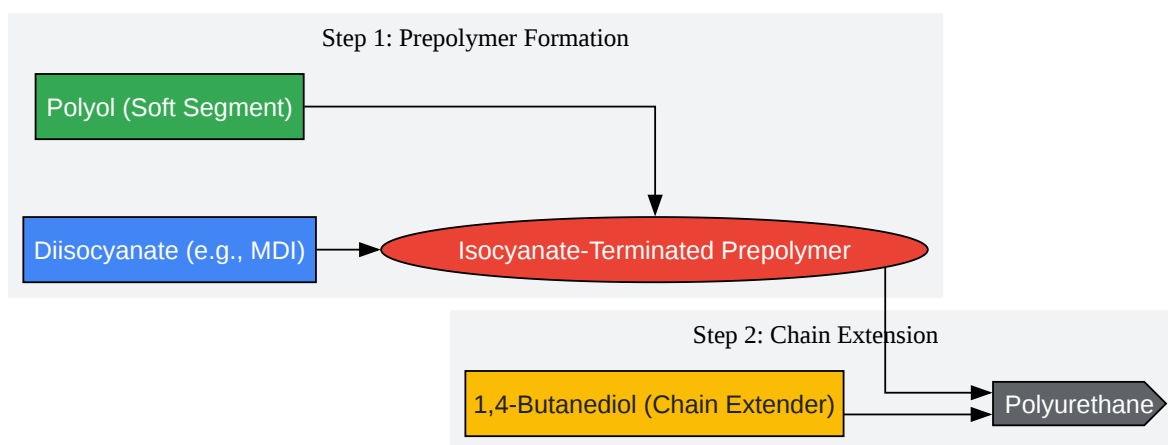 Step 1: Prepolymer Formation
Polyol (Soft Segment)
Diisocyanate (e.g., MDI)
Isocyanate-Terminated Prepolymer
Step 2: Chain Extension
1,4-Butanediol (Chain Extender)
Polyurethane